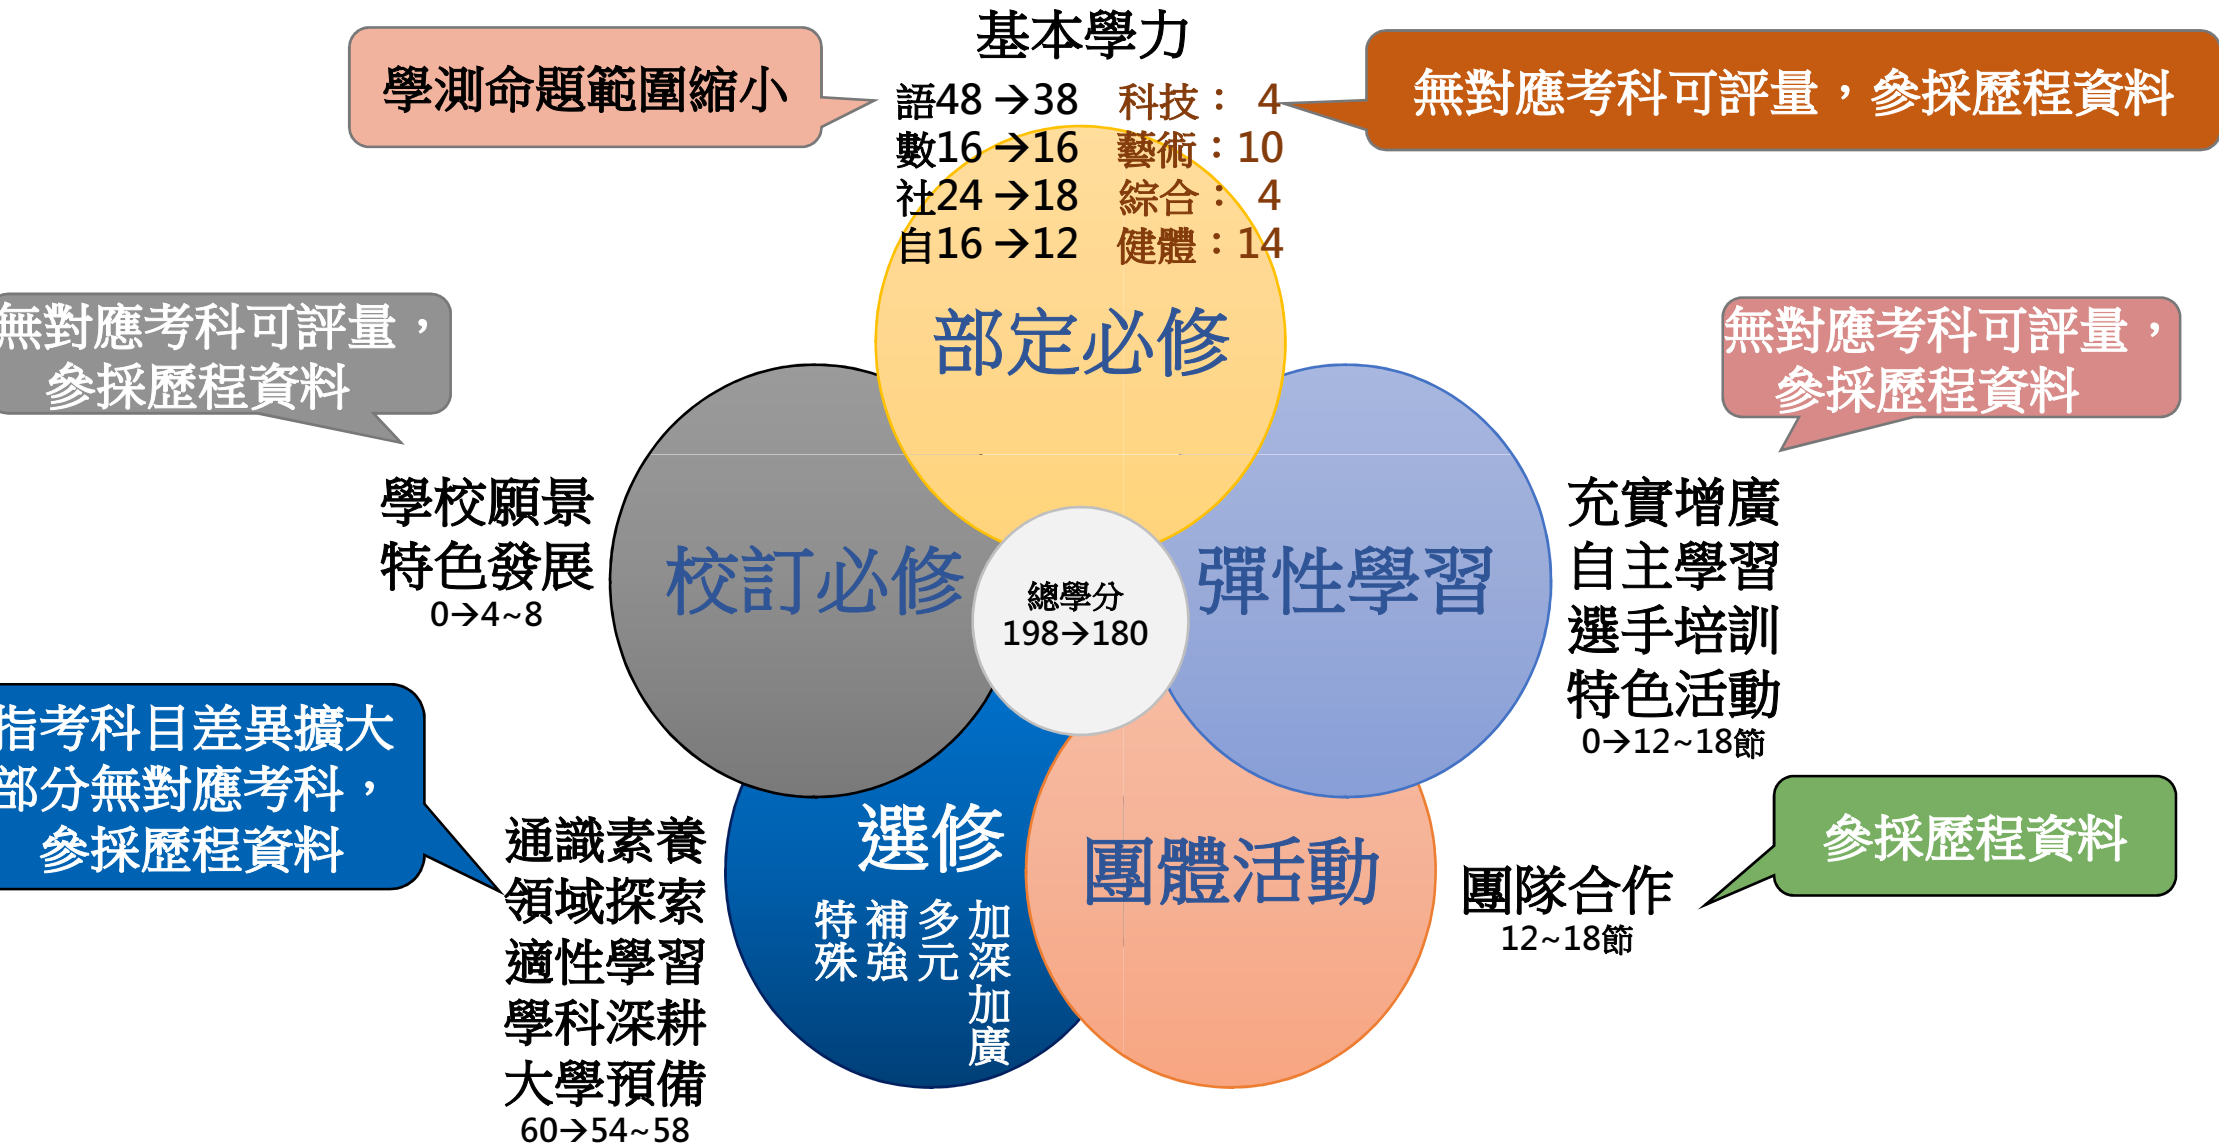 基本學力
學測命題範圍縮小
語48→38
數16→16
社24→18
自16→12
科技： 4
藝術：10
綜合： 4
健體：14
無對應考科可評量，參採歷程資料
部定必修
無對應考科可評量，
參採歷程資料
學校願景
特色發展
0→4~8
校訂必修
總學分
198→180
彈性學習
無對應考科可評量，
參採歷程資料
充實增廣
自主學習
選手培訓
特色活動
0→12~18節
指考科目差異擴大
部分無對應考科，
參採歷程資料
通識素養
領域探索
適性學習
學科深耕
大學預備
60→54~58
選修
加深加廣
多元
補強
特殊
團體活動
團隊合作
12~18節
參採歷程資料